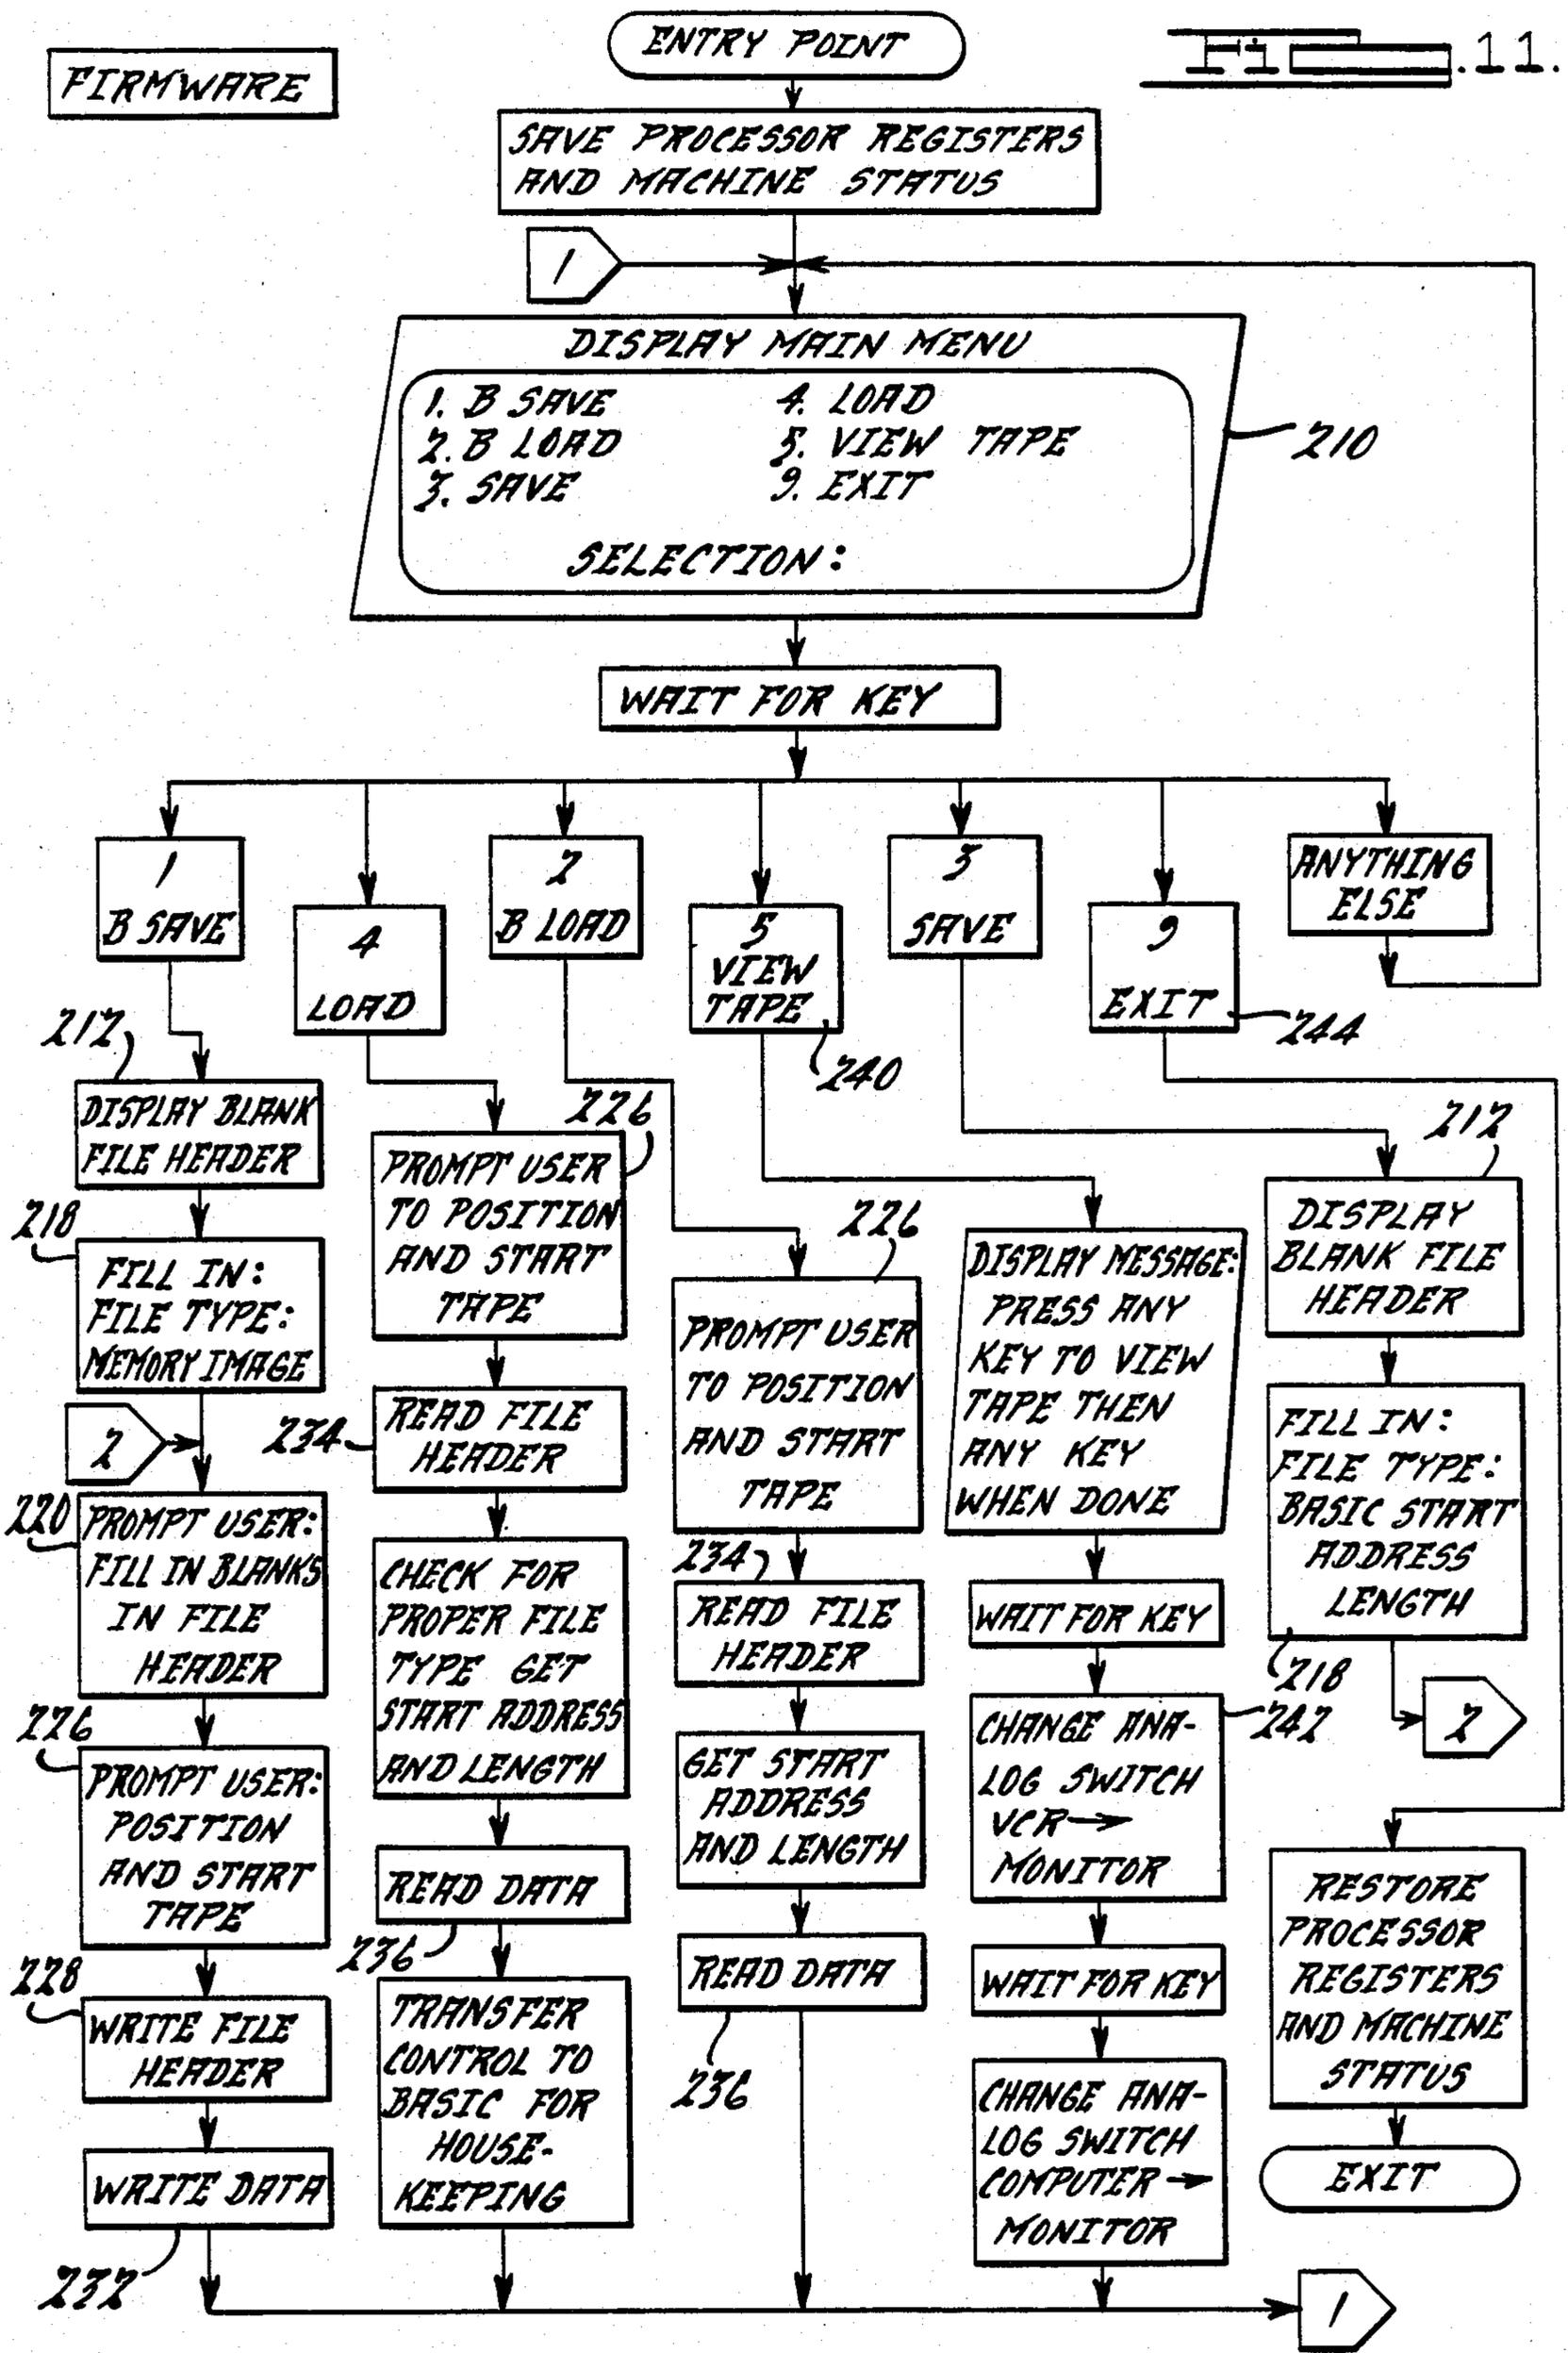 ENTRY POINT
Fi .11.
FIRMWARE
SAVE PROCESSOR REGISTERS
AND MACHINE STATUS
1
DISPLAY MAIN MENU
1. B SAVE 4. LOAD
2. B LOAD 5. VIEW TAPE
3. SAVE 9. EXIT
SELECTION:
210
WAIT FOR KEY
1
B SAVE
4
LOAD
2
B LOAD
5
VIEW
TAPE
240
3
SAVE
9
EXIT
244
ANYTHING
ELSE
212
DISPLAY BLANK
FILE HEADER
218
FILL IN:
FILE TYPE:
MEMORY IMAGE
2
220
PROMPT USER:
FILL IN BLANKS
IN FILE
HEADER
226
PROMPT USER:
POSITION
AND START
TAPE
228
WRITE FILE
HEADER
WRITE DATA
232
226
PROMPT USER
TO POSITION
AND START
TAPE
234
READ FILE
HEADER
CHECK FOR
PROPER FILE
TYPE GET
START ADDRESS
AND LENGTH
READ DATA
236
TRANSFER
CONTROL TO
BASIC FOR
HOUSE-
KEEPING
226
PROMPT USER
TO POSITION
AND START
TAPE
234
READ FILE
HEADER
GET START
ADDRESS
AND LENGTH
READ DATA
236
DISPLAY MESSAGE:
PRESS ANY
KEY TO VIEW
TAPE THEN
ANY KEY
WHEN DONE
WAIT FOR KEY
CHANGE ANA-
LOG SWITCH
VCR→
MONITOR
242
WAIT FOR KEY
CHANGE ANA-
LOG SWITCH
COMPUTER→
MONITOR
212
DISPLAY
BLANK FILE
HEADER
FILL IN:
FILE TYPE:
BASIC START
ADDRESS
LENGTH
218
2
RESTORE
PROCESSOR
REGISTERS
AND MACHINE
STATUS
EXIT
1